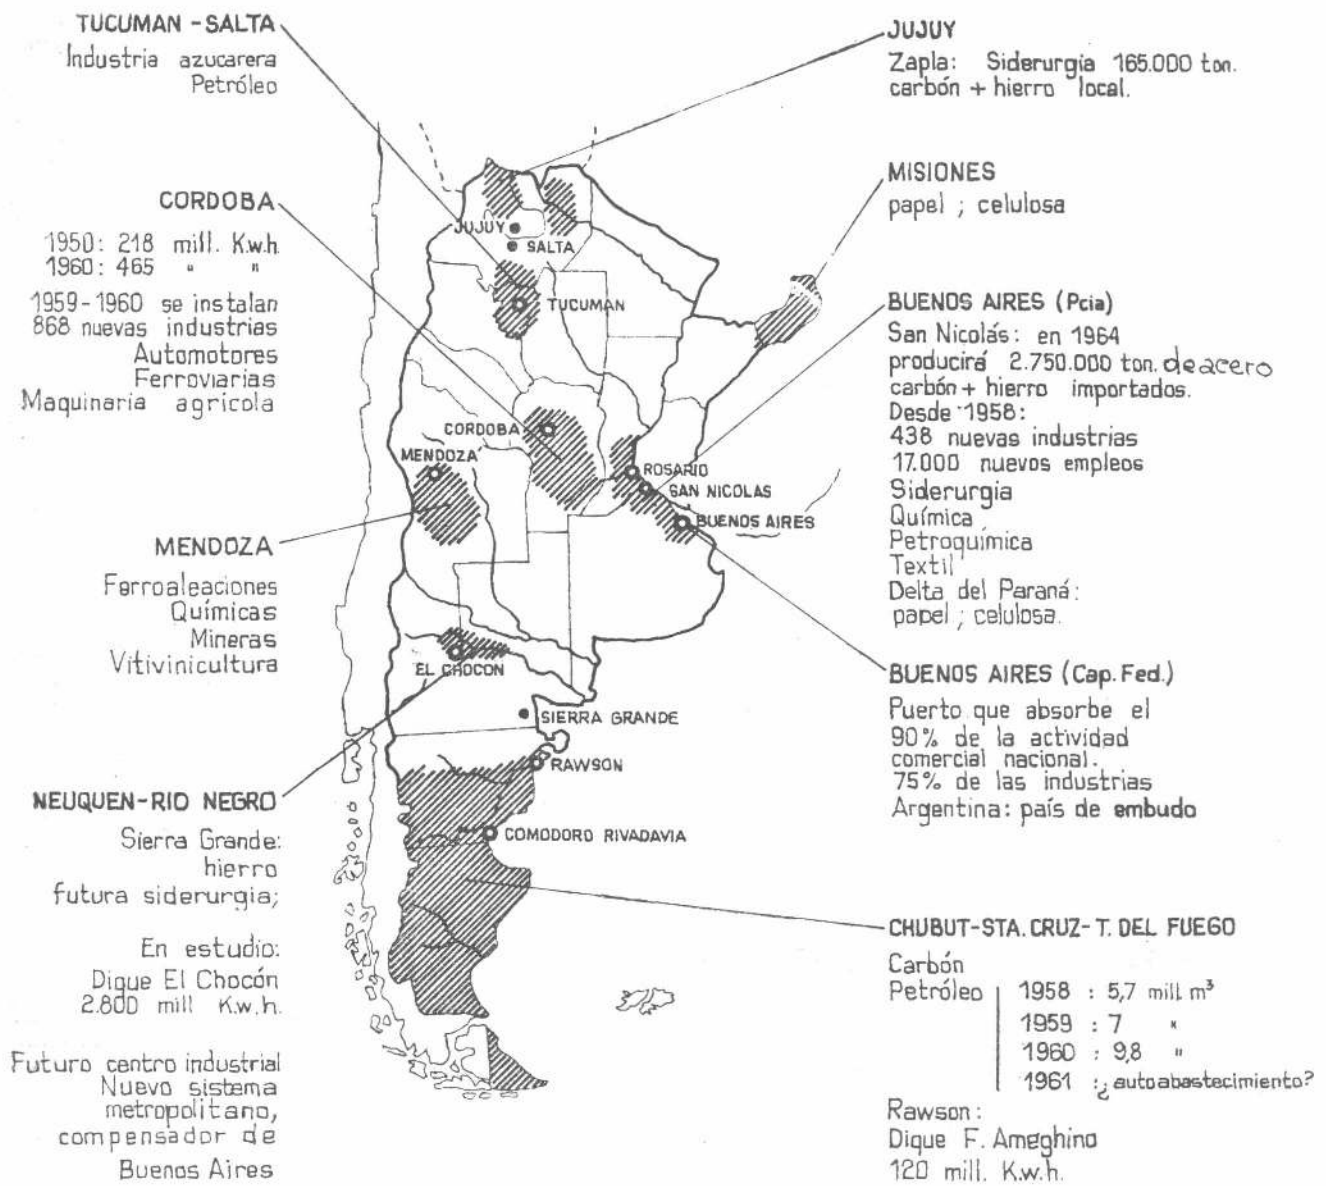 TUCUMAN - SALTA
Industria azucarera
Petróleo
CORDOBA
1950: 218 mill. K.w.h
1960: 465 " "
1959-1960 se instalan
868 nuevas industrias
Automotores
Ferroviarias
Maquinaria agrícola
MENDOZA
Ferroaleaciones
Químicas
Mineras
Vitivinicultura
NEUQUEN-RIO NEGRO
Sierra Grande:
hierro
futura siderurgia;
En estudio:
Dique El Chocón
2.800 mill K.w.h.
Futuro centro industrial
Nuevo sistema
metropolitano,
compensador de
Buenos Aires
JUJUY
SALTA
TUCUMAN
CORDOBA
MENDOZA
ROSARIO
SAN NICOLAS
BUENOS AIRES
EL CHOCON
SIERRA GRANDE
RAWSON
COMODORO RIVADAVIA
JUJUY
Zapla: Siderurgia 165.000 ton.
carbón + hierro local.
MISIONES
papel ; celulosa
BUENOS AIRES (Pcia)
San Nicolás: en 1964
producirá 2.750.000 ton. de acero
carbón + hierro importados.
Desde 1958:
438 nuevas industrias
17.000 nuevos empleos
Siderurgia
Química
Petroquímica
Textil
Delta del Paraná:
papel ; celulosa.
BUENOS AIRES (Cap. Fed.)
Puerto que absorbe el
90% de la actividad
comercial nacional.
75% de las industrias
Argentina: país de embudo
CHUBUT-STA. CRUZ- T. DEL FUEGO
Carbón
Petróleo 1958 : 5,7 mill m³
1959 : 7 "
1960 : 9,8 "
1961 :¿autoabastecimiento?
Rawson:
Dique F. Ameghino
120 mill. K.w.h.